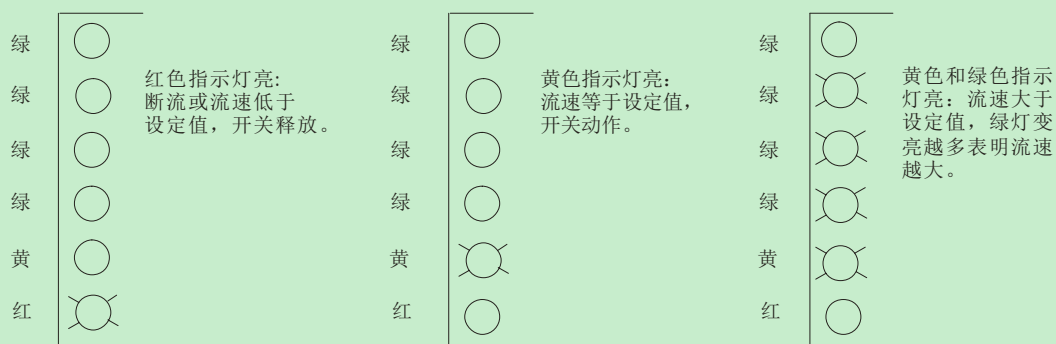 绿
绿
绿
绿
黄
红
红色指示灯亮:
断流或流速低于
设定值，开关释放。
绿
绿
绿
绿
黄
红
黄色指示灯亮：
流速等于设定值，
开关动作。
绿
绿
绿
绿
黄
红
黄色和绿色指示
灯亮：流速大于
设定值，绿灯变
亮越多表明流速
越大。